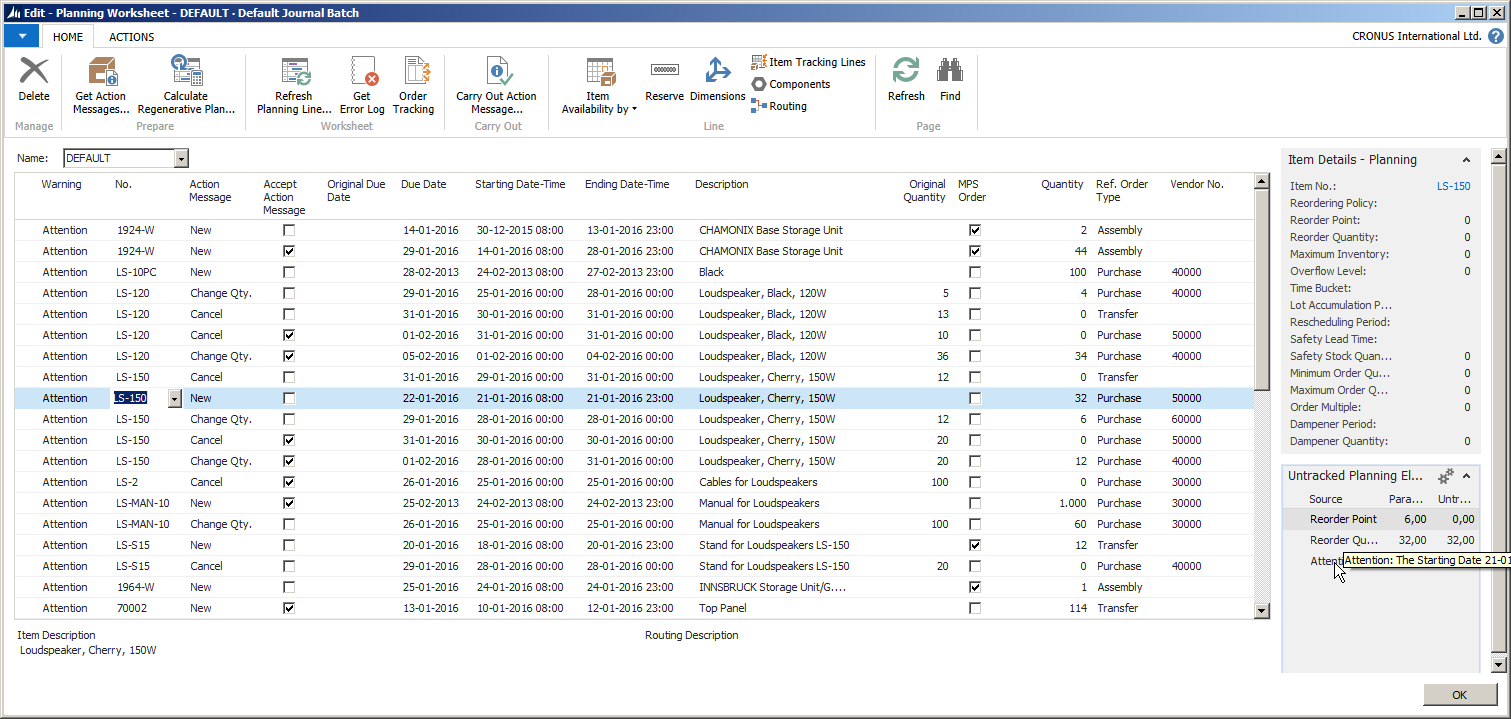 Edit - Planning Worksheet - DEFAULT · Default Journal Batch
HOME ACTIONS CRONUS International Ltd.
Delete
Get Action Messages...
Calculate Regenerative Plan...
Refresh Planning Line...
Get Error Log
Order Tracking
Carry Out Action Message...
Item Availability by
Reserve
Dimensions
Item Tracking Lines
Components
Routing
Refresh
Find
Manage Prepare Worksheet Carry Out Line Page
Name: DEFAULT
Warning No. Action Message Accept Action Message Original Due Date Due Date Starting Date-Time Ending Date-Time Description Original Quantity MPS Order Quantity Ref. Order Type Vendor No.
Attention 1924-W New 14-01-2016 30-12-2015 08:00 13-01-2016 23:00 CHAMONIX Base Storage Unit 2 Assembly
Attention 1924-W New 29-01-2016 14-01-2016 08:00 28-01-2016 23:00 CHAMONIX Base Storage Unit 44 Assembly
Attention LS-10PC New 28-02-2013 24-02-2013 08:00 27-02-2013 23:00 Black 100 Purchase 40000
Attention LS-120 Change Qty. 29-01-2016 25-01-2016 00:00 28-01-2016 00:00 Loudspeaker, Black, 120W 5 4 Purchase 40000
Attention LS-120 Cancel 31-01-2016 30-01-2016 00:00 31-01-2016 00:00 Loudspeaker, Black, 120W 13 0 Transfer
Attention LS-120 Cancel 01-02-2016 31-01-2016 00:00 31-01-2016 00:00 Loudspeaker, Black, 120W 10 0 Purchase 50000
Attention LS-120 Change Qty. 05-02-2016 01-02-2016 00:00 04-02-2016 00:00 Loudspeaker, Black, 120W 36 34 Purchase 40000
Attention LS-150 Cancel 31-01-2016 29-01-2016 00:00 31-01-2016 00:00 Loudspeaker, Cherry, 150W 12 0 Transfer
Attention LS-150 New 22-01-2016 21-01-2016 08:00 21-01-2016 23:00 Loudspeaker, Cherry, 150W 32 Purchase 50000
Attention LS-150 Change Qty. 29-01-2016 28-01-2016 00:00 28-01-2016 00:00 Loudspeaker, Cherry, 150W 12 6 Purchase 60000
Attention LS-150 Cancel 31-01-2016 30-01-2016 00:00 30-01-2016 00:00 Loudspeaker, Cherry, 150W 20 0 Purchase 50000
Attention LS-150 Change Qty. 01-02-2016 28-01-2016 00:00 31-01-2016 00:00 Loudspeaker, Cherry, 150W 20 12 Purchase 40000
Attention LS-2 Cancel 26-01-2016 25-01-2016 00:00 25-01-2016 00:00 Cables for Loudspeakers 100 0 Purchase 30000
Attention LS-MAN-10 New 25-02-2013 24-02-2013 08:00 24-02-2013 23:00 Manual for Loudspeakers 1.000 Purchase 30000
Attention LS-MAN-10 Change Qty. 26-01-2016 25-01-2016 00:00 25-01-2016 00:00 Manual for Loudspeakers 100 60 Purchase 30000
Attention LS-S15 New 20-01-2016 18-01-2016 08:00 20-01-2016 23:00 Stand for Loudspeakers LS-150 12 Transfer
Attention LS-S15 Cancel 29-01-2016 28-01-2016 00:00 28-01-2016 00:00 Stand for Loudspeakers LS-150 20 0 Purchase 40000
Attention 1964-W New 25-01-2016 24-01-2016 08:00 24-01-2016 23:00 INNSBRUCK Storage Unit/G.... 1 Assembly
Attention 70002 New 13-01-2016 10-01-2016 08:00 12-01-2016 23:00 Top Panel 114 Transfer
Item Description Routing Description
Loudspeaker, Cherry, 150W
Item Details - Planning
Item No.: LS-150
Reordering Policy:
Reorder Point: 0
Reorder Quantity: 0
Maximum Inventory: 0
Overflow Level: 0
Time Bucket:
Lot Accumulation P...
Rescheduling Period:
Safety Lead Time:
Safety Stock Quan... 0
Minimum Order Qu... 0
Maximum Order Q... 0
Order Multiple: 0
Dampener Period:
Dampener Quantity: 0
Untracked Planning El...
Source Para... Untr...
Reorder Point 6,00 0,00
Reorder Qu... 32,00 32,00
Attenti Attention: The Starting Date 21-01
OK